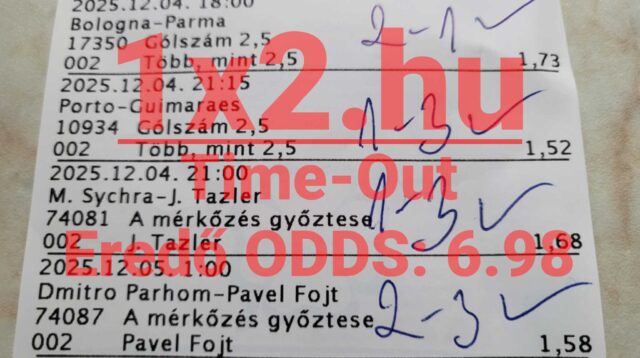 2025.12.04. 18:00
Bologna-Parma
17350 Gólszám 2,5
2-1 ✓
002 Több, mint 2,5 1,73
1x2.hu
2025.12.04. 21:15
Porto-Guimaraes
10934 Gólszám 2,5
1-3 ✓
002 Több, mint 2,5 1,52
Time-Out
2025.12.04. 21:00
M. Sychra-J. Tazler
74081 A mérkőzés győztese
1-3 ✓
002 J. Tazler 1,68
Eredő ODDS: 6.98
2025.12.05. 1:00
Dmitro Parhom-Pavel Fojt
74087 A mérkőzés győztese
2-3 ✓
002 Pavel Fojt 1,58